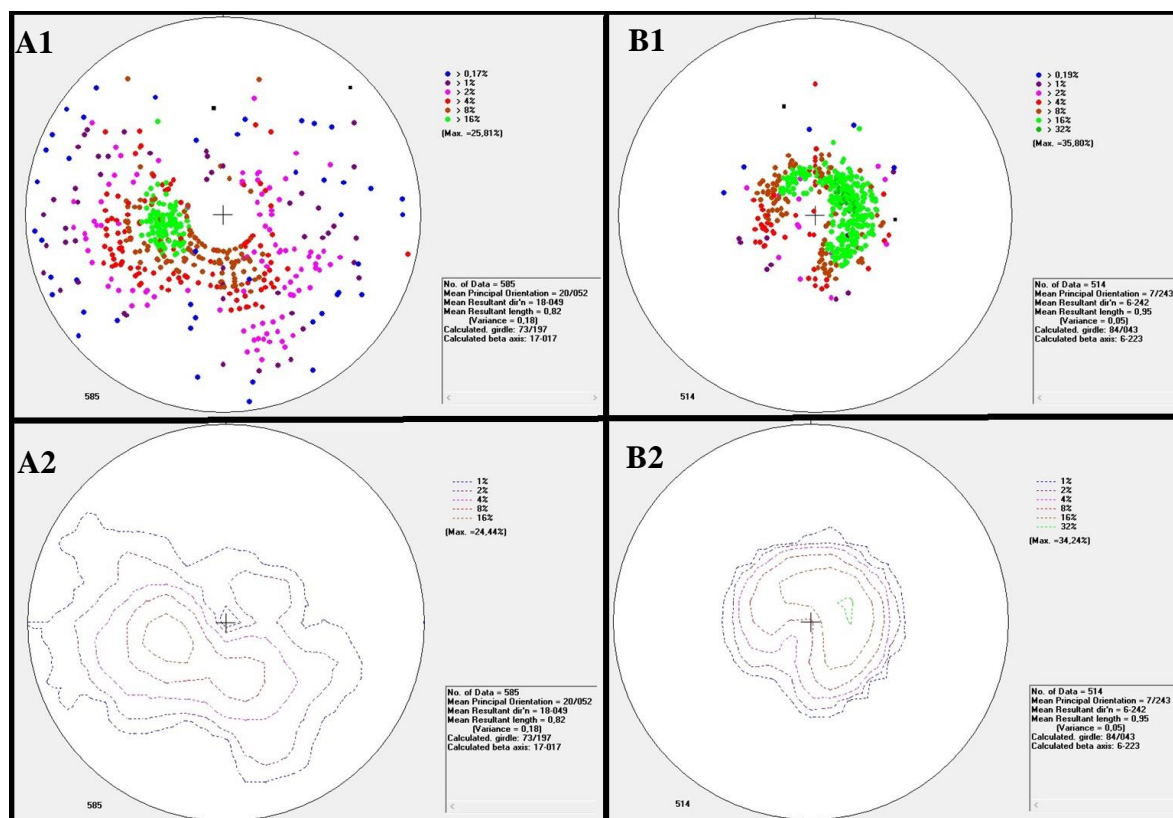 A1
> 0,17%
> 1%
> 2%
> 4%
> 8%
> 16%
(Max. =25,81%)
No. of Data = 585
Mean Principal Orientation = 20/052
Mean Resultant dir'n = 18-049
Mean Resultant length = 0,82
(Variance = 0,18)
Calculated. girdle: 73/197
Calculated beta axis: 17-017
585
B1
> 0,19%
> 1%
> 2%
> 4%
> 8%
> 16%
> 32%
(Max. =35,80%)
No. of Data = 514
Mean Principal Orientation = 7/243
Mean Resultant dir'n = 6-242
Mean Resultant length = 0,95
(Variance = 0,05)
Calculated. girdle: 84/043
Calculated beta axis: 6-223
514
A2
1%
2%
4%
8%
16%
(Max. =24,44%)
No. of Data = 585
Mean Principal Orientation = 20/052
Mean Resultant dir'n = 18-049
Mean Resultant length = 0,82
(Variance = 0,18)
Calculated. girdle: 73/197
Calculated beta axis: 17-017
585
B2
1%
2%
4%
8%
16%
32%
(Max. =34,24%)
No. of Data = 514
Mean Principal Orientation = 7/243
Mean Resultant dir'n = 6-242
Mean Resultant length = 0,95
(Variance = 0,05)
Calculated. girdle: 84/043
Calculated beta axis: 6-223
514